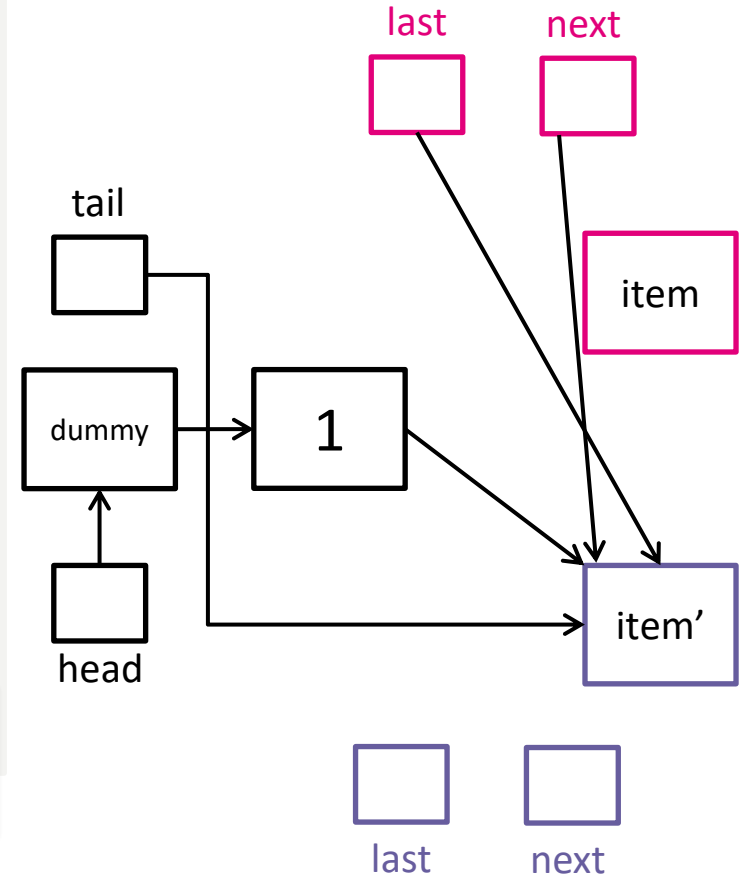 last next
tail
item
dummy 1
item’
head
last next